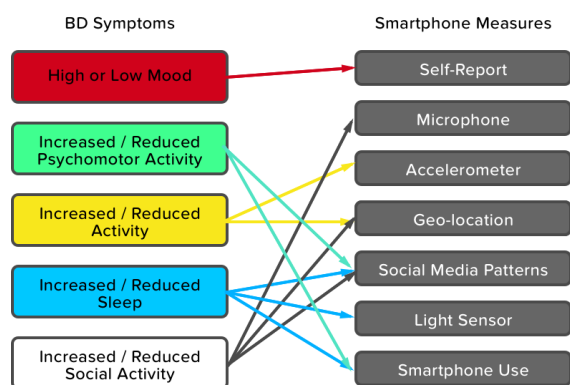 BD Symptoms
Smartphone Measures
High or Low Mood
Increased / Reduced
Psychomotor Activity
Increased / Reduced
Activity
Increased / Reduced
Sleep
Increased / Reduced
Social Activity
Self-Report
Microphone
Accelerometer
Geo-location
Social Media Patterns
Light Sensor
Smartphone Use